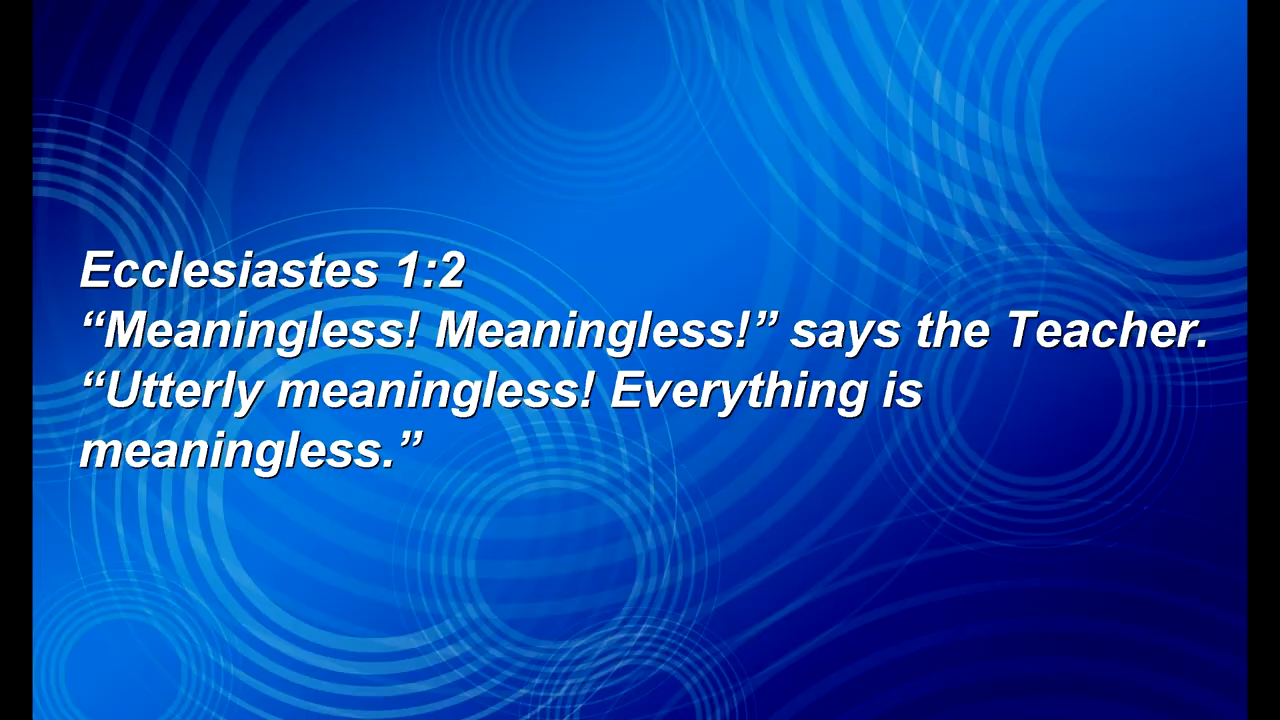 Ecclesiastes 1:2
“Meaningless! Meaningless!” says the Teacher.
“Utterly meaningless! Everything is
meaningless.”